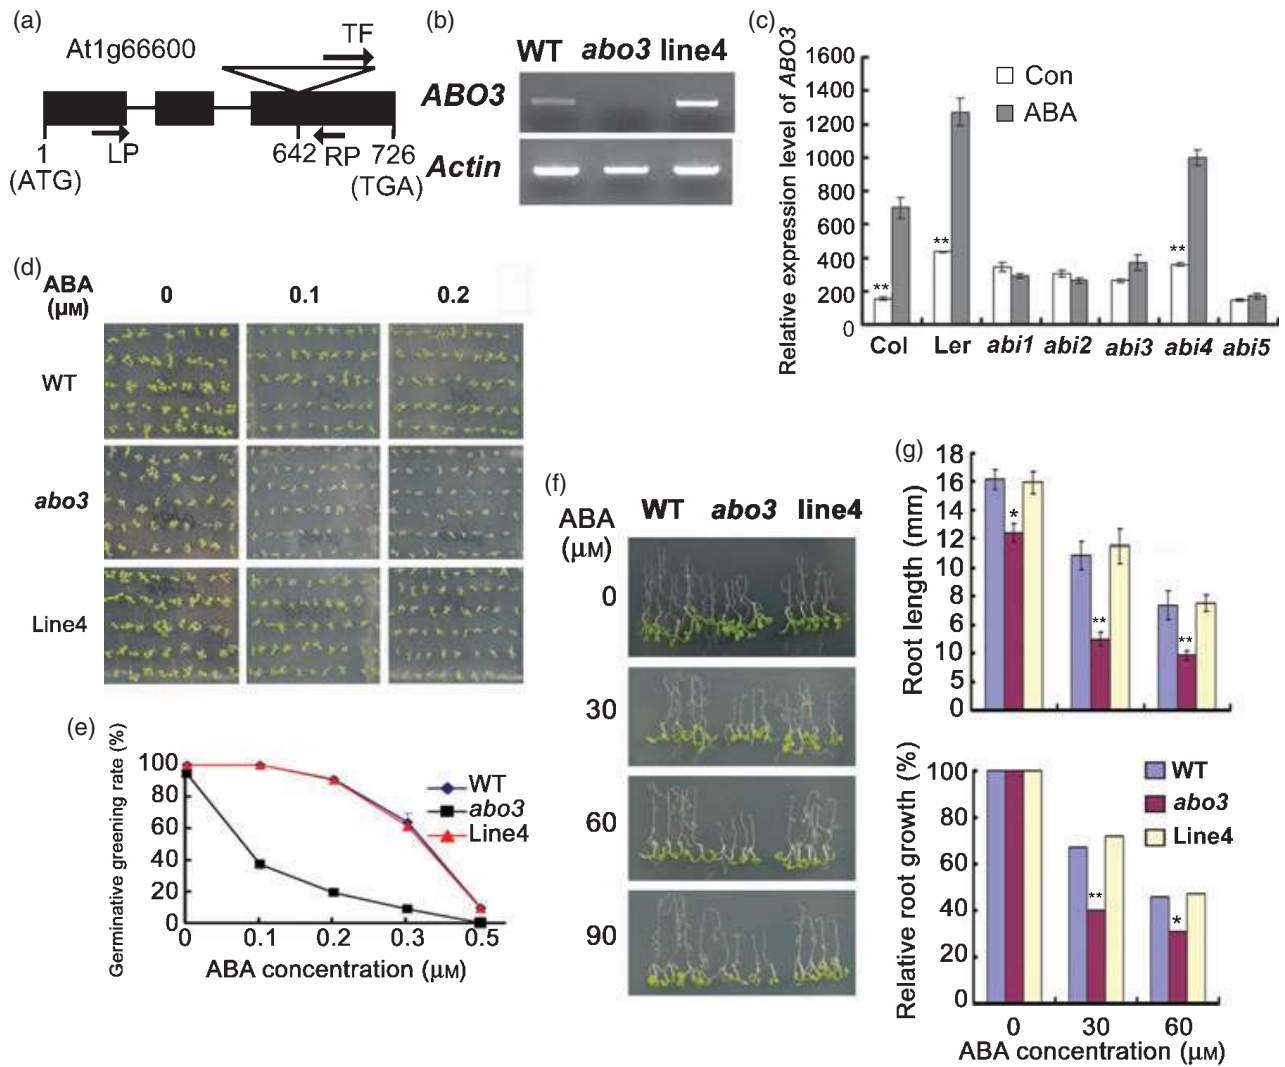 (a)
At1g66600
TF
LP
RP
1
642
726
(ATG)
(TGA)
(b)
WT abo3 line4
ABO3
Actin
(c)
Relative expression level of ABO3
1600
1400
1200
1000
800
600
400
200
0
Con
ABA
**
**
**
Col Ler abi1 abi2 abi3 abi4 abi5
(d)
ABA
(μM)
0 0.1 0.2
WT
abo3
Line4
(e)
Germinative greening rate (%)
100
80
60
40
20
0
WT
abo3
Line4
0 0.1 0.2 0.3 0.5
ABA concentration (μM)
(f)
ABA
(μM)
WT abo3 line4
0
30
60
90
(g)
Root length (mm)
18
16
14
12
8
6
10
5
0
*
**
**
Relative root growth (%)
100
80
60
40
20
0
WT
abo3
Line4
**
*
0 30 60
ABA concentration (μM)